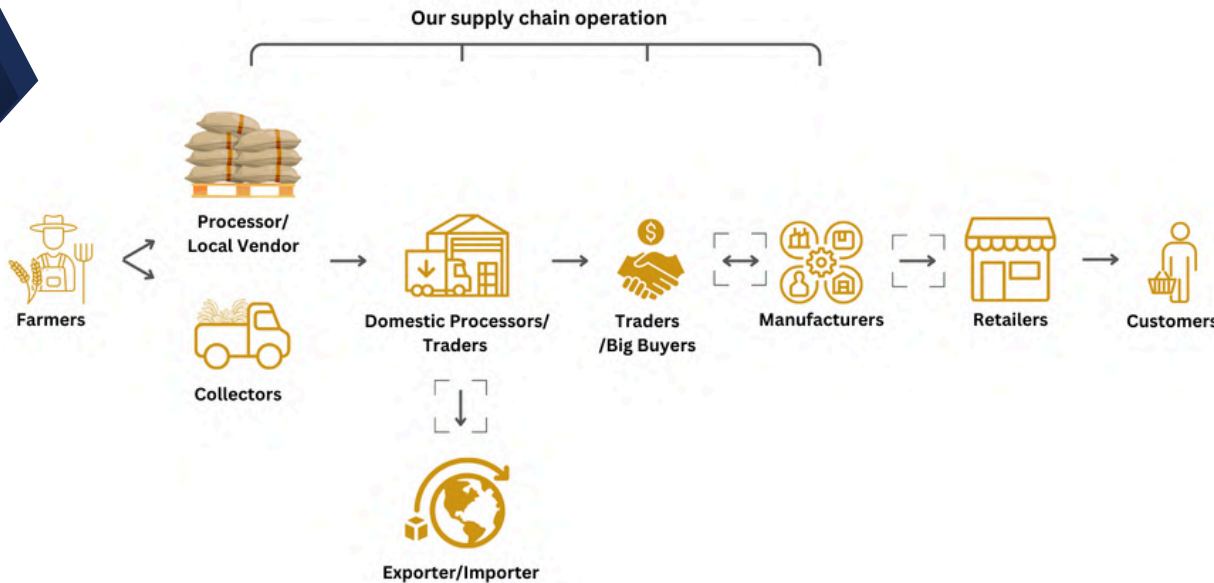 Our supply chain operation
Processor/
Local Vendor
Farmers
Collectors
Domestic Processors/
Traders
Traders
/Big Buyers
Manufacturers
Retailers
Customers
$
Exporter/Importer